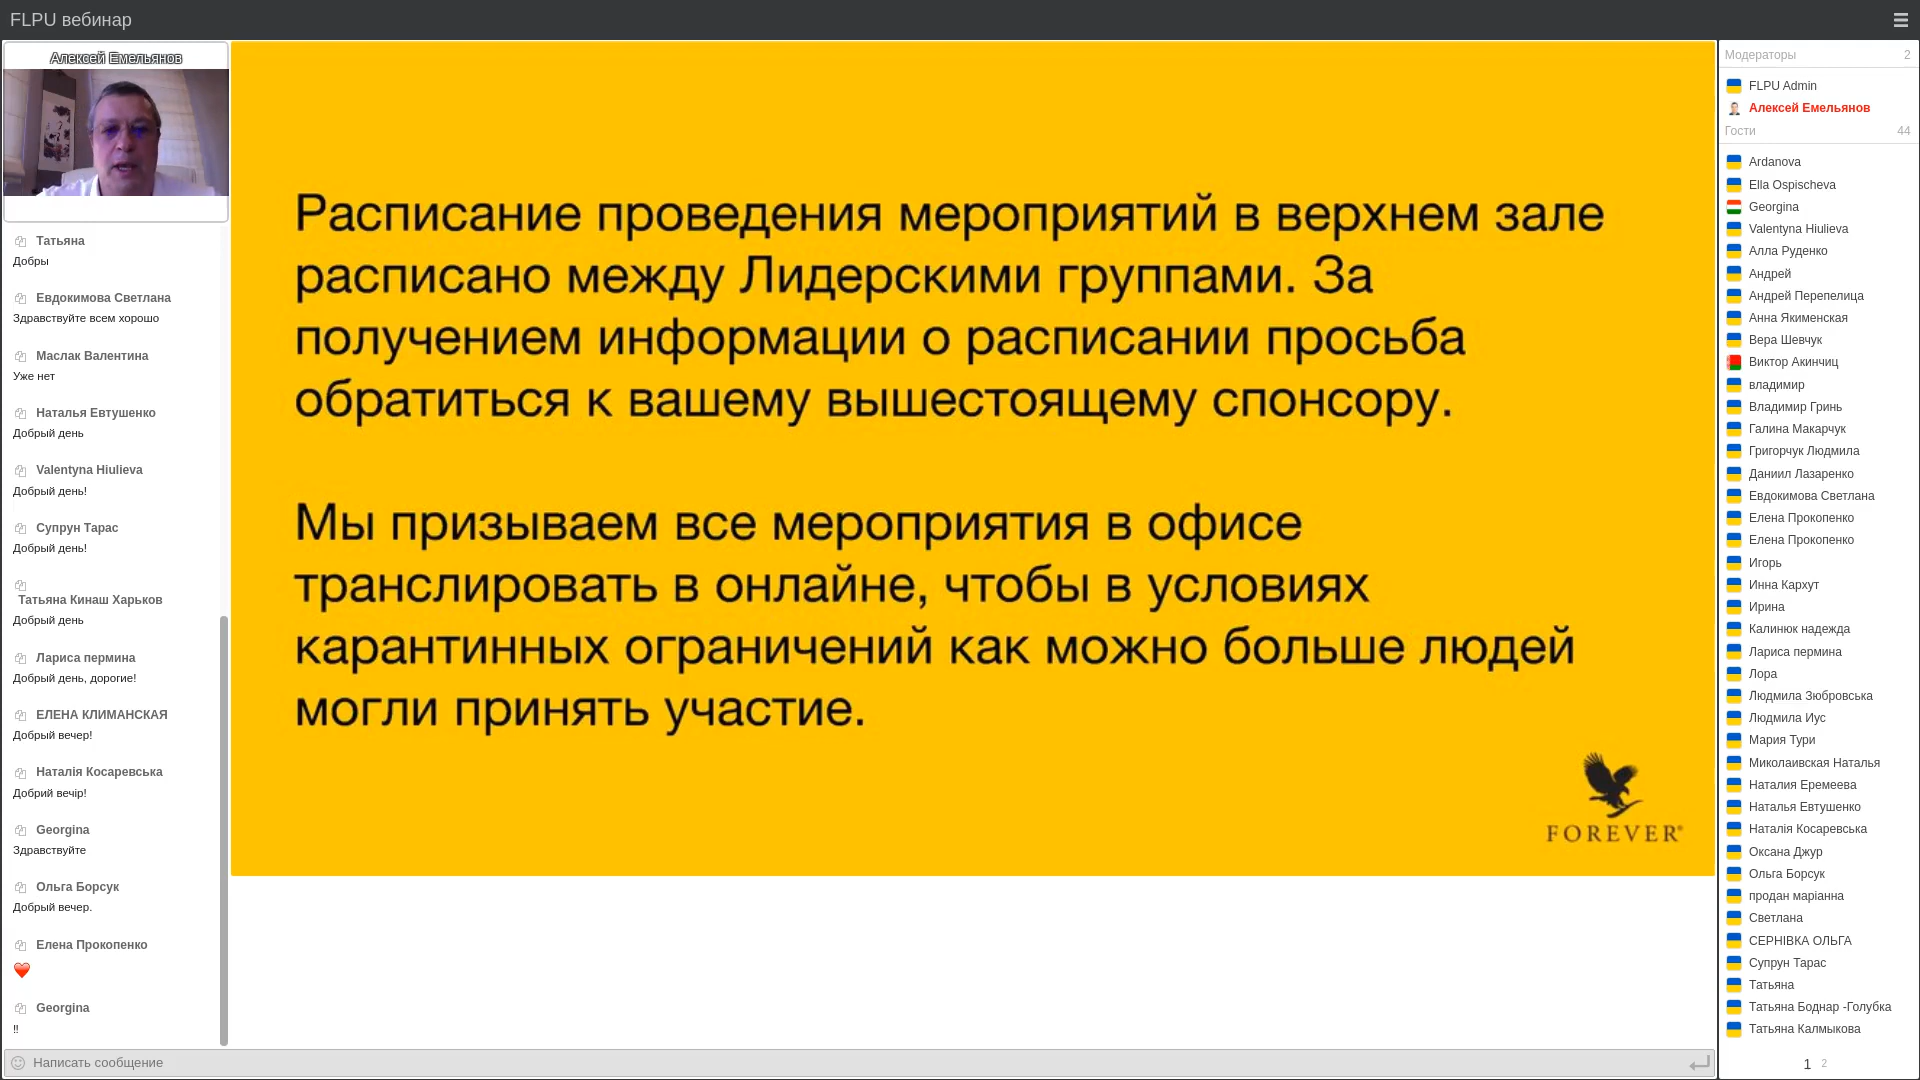 FLPU вебинар
Алексей Емельянов
Татьяна
Добры
Евдокимова Светлана
Здравствуйте всем хорошо
Маслак Валентина
Уже нет
Наталья Евтушенко
Добрый день
Valentyna Hiulieva
Добрый день!
Супрун Тарас
Добрый день!
Татьяна Кинаш Харьков
Добрый день
Лариса пермина
Добрый день, дорогие!
ЕЛЕНА КЛИМАНСКАЯ
Добрый вечер!
Наталія Косаревська
Добрий вечір!
Georgina
Здравствуйте
Ольга Борсук
Добрый вечер.
Елена Прокопенко
Georgina
!!
Написать сообщение
Расписание проведения мероприятий в верхнем зале
расписано между Лидерскими группами. За
получением информации о расписании просьба
обратиться к вашему вышестоящему спонсору.
Мы призываем все мероприятия в офисе
транслировать в онлайне, чтобы в условиях
карантинных ограничений как можно больше людей
могли принять участие.
FOREVER®
Модераторы 2
FLPU Admin
Алексей Емельянов
Гости 44
Ardanova
Ella Ospischeva
Georgina
Valentyna Hiulieva
Алла Руденко
Андрей
Андрей Перепелица
Анна Якименская
Вера Шевчук
Виктор Акинчиц
владимир
Владимир Гринь
Галина Макарчук
Григорчук Людмила
Даниил Лазаренко
Евдокимова Светлана
Елена Прокопенко
Елена Прокопенко
Игорь
Инна Кархут
Ирина
Калинюк надежда
Лариса пермина
Лора
Людмила Зюбровська
Людмила Иус
Мария Тури
Миколаивская Наталья
Наталия Еремеева
Наталья Евтушенко
Наталія Косаревська
Оксана Джур
Ольга Борсук
продан маріанна
Светлана
СЕРНІВКА ОЛЬГА
Супрун Тарас
Татьяна
Татьяна Боднар -Голубка
Татьяна Калмыкова
1 2